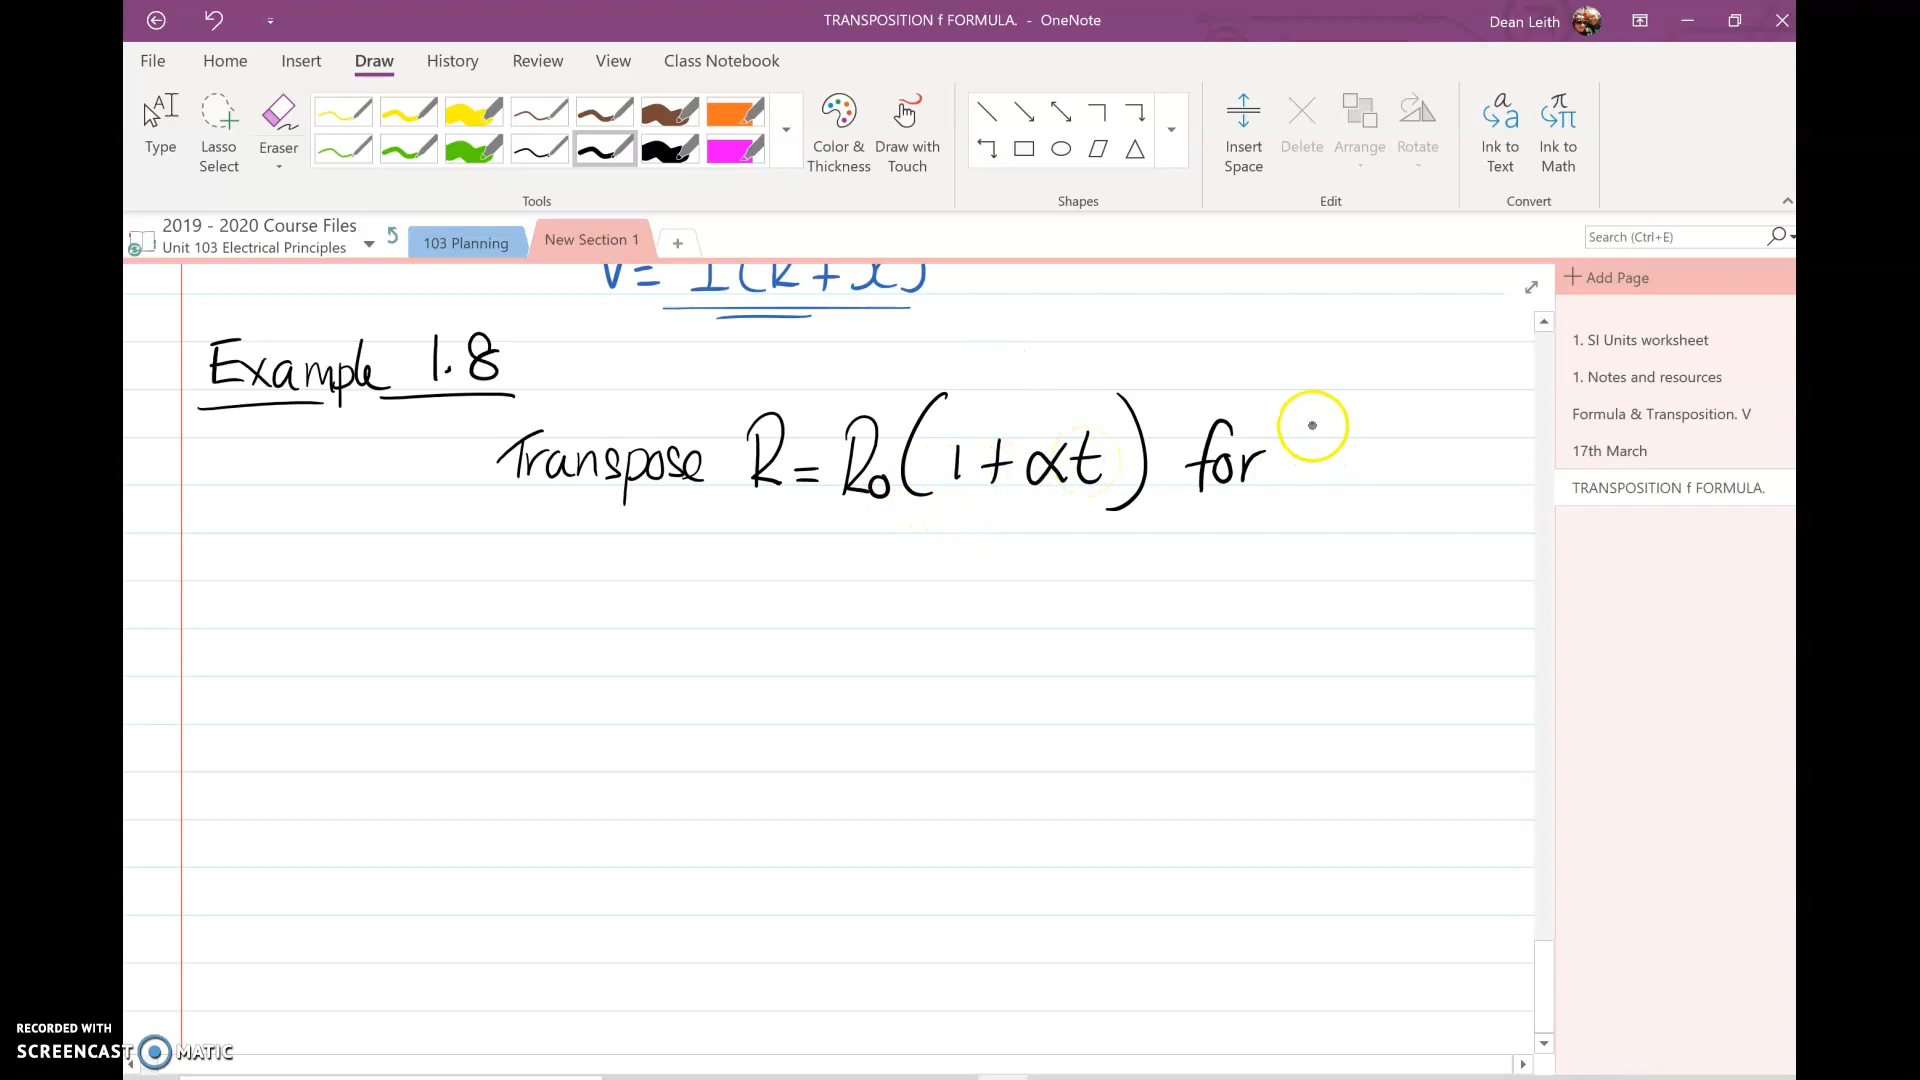 TRANSPOSITION f FORMULA. - OneNote
Dean Leith
File Home Insert Draw History Review View Class Notebook
Type
Lasso Select
Eraser
Color & Thickness
Draw with Touch
Insert Space
Delete
Arrange
Rotate
Ink to Text
Ink to Math
Tools
Shapes
Edit
Convert
2019 - 2020 Course Files
Unit 103 Electrical Principles
103 Planning
New Section 1
Search (Ctrl+E)
Add Page
1. SI Units worksheet
1. Notes and resources
Formula & Transposition. V
17th March
TRANSPOSITION f FORMULA.
V = I(R + x)
Example 1.8
Transpose R = R₀(1 + αt) for
RECORDED WITH
SCREENCAST MATIC